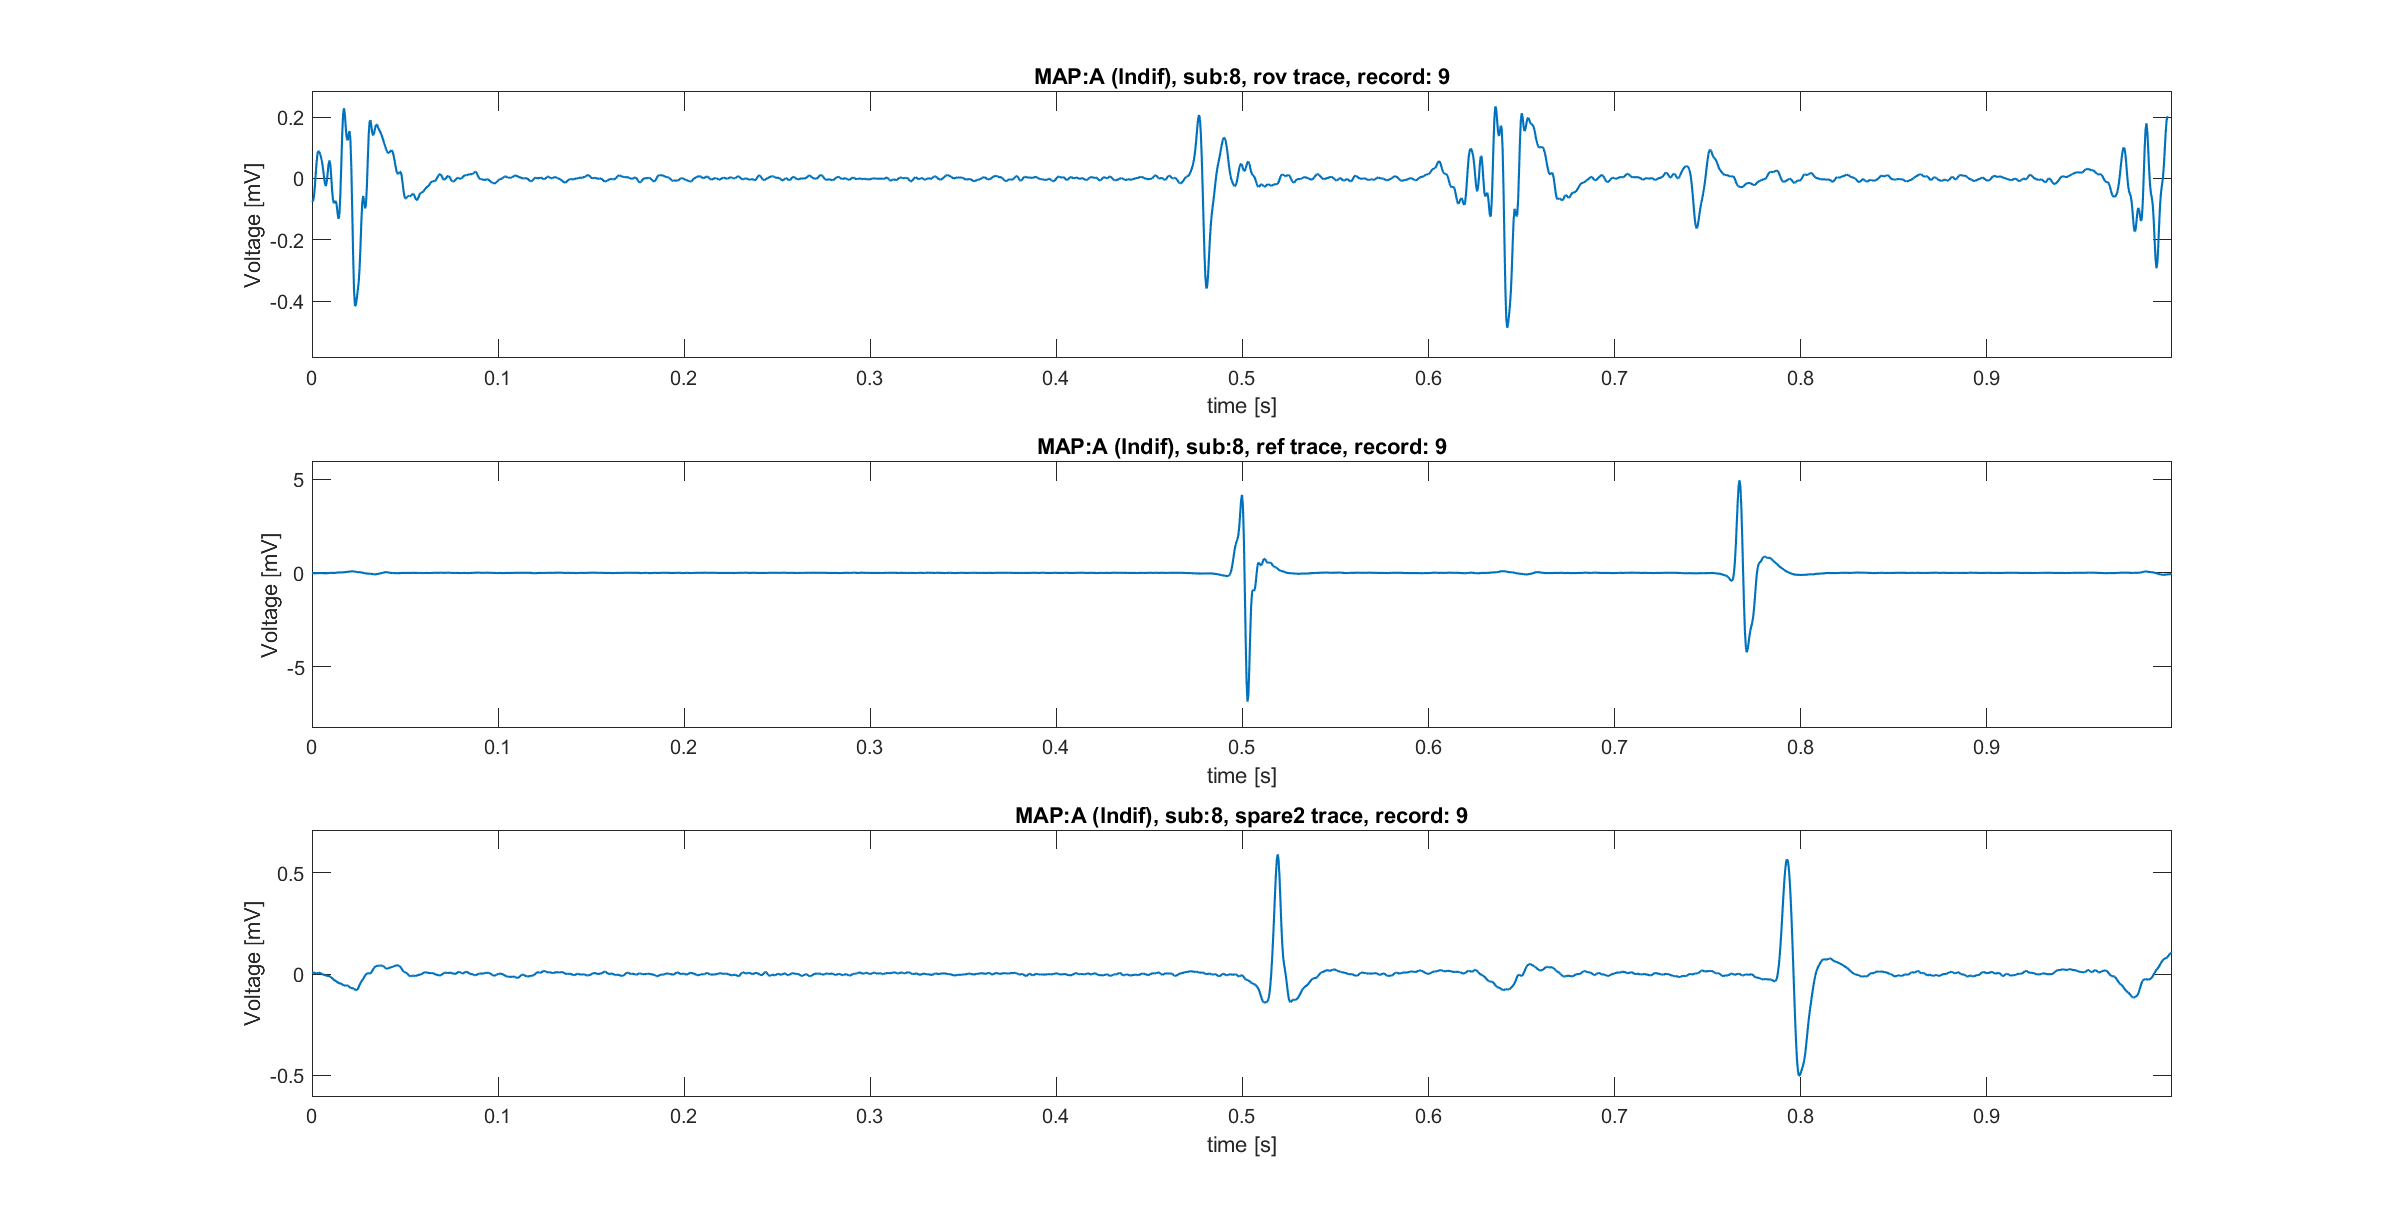 MAP:A (Indif), sub:8, rov trace, record: 9
Voltage [mV]
0.2
0
-0.2
-0.4
0 0.1 0.2 0.3 0.4 0.5 0.6 0.7 0.8 0.9
time [s]
MAP:A (Indif), sub:8, ref trace, record: 9
Voltage [mV]
5
0
-5
0 0.1 0.2 0.3 0.4 0.5 0.6 0.7 0.8 0.9
time [s]
MAP:A (Indif), sub:8, spare2 trace, record: 9
Voltage [mV]
0.5
0
-0.5
0 0.1 0.2 0.3 0.4 0.5 0.6 0.7 0.8 0.9
time [s]